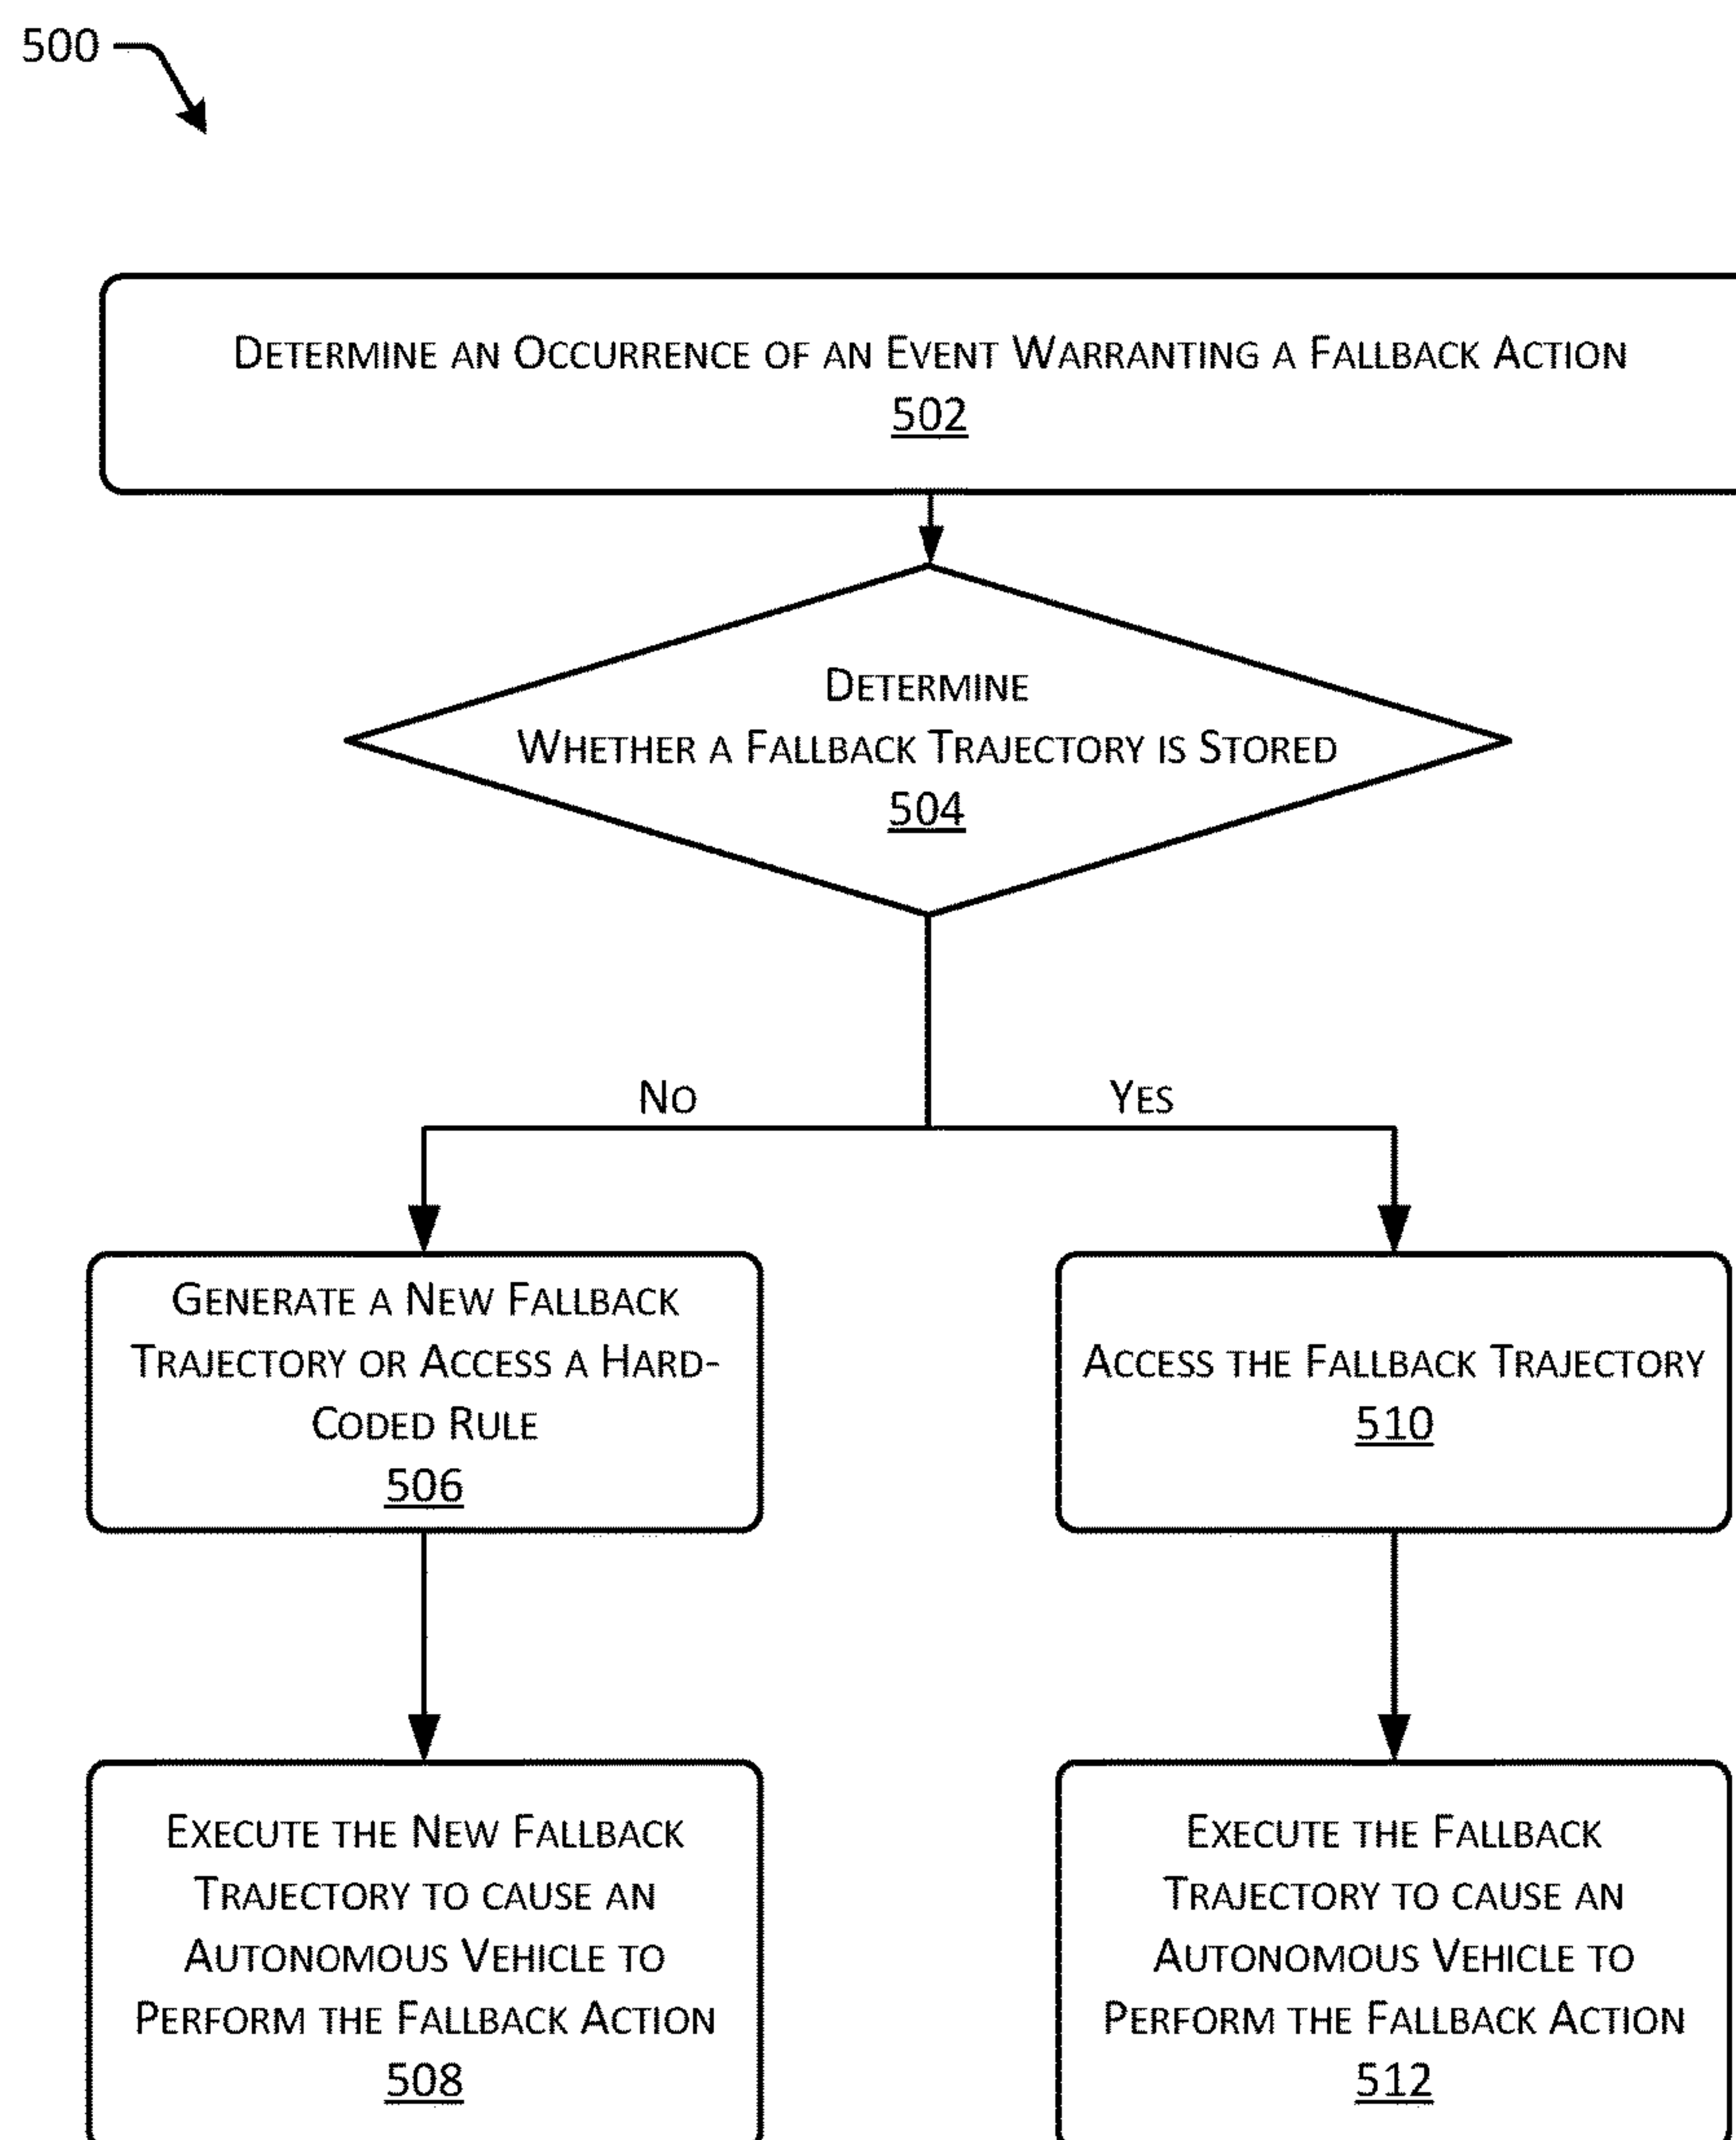 500
Determine an Occurrence of an Event Warranting a Fallback Action
502
Determine
Whether a Fallback Trajectory is Stored
504
No
Yes
Generate a New Fallback
Trajectory or Access a Hard-
Coded Rule
506
Access the Fallback Trajectory
510
Execute the New Fallback
Trajectory to cause an
Autonomous Vehicle to
Perform the Fallback Action
508
Execute the Fallback
Trajectory to cause an
Autonomous Vehicle to
Perform the Fallback Action
512